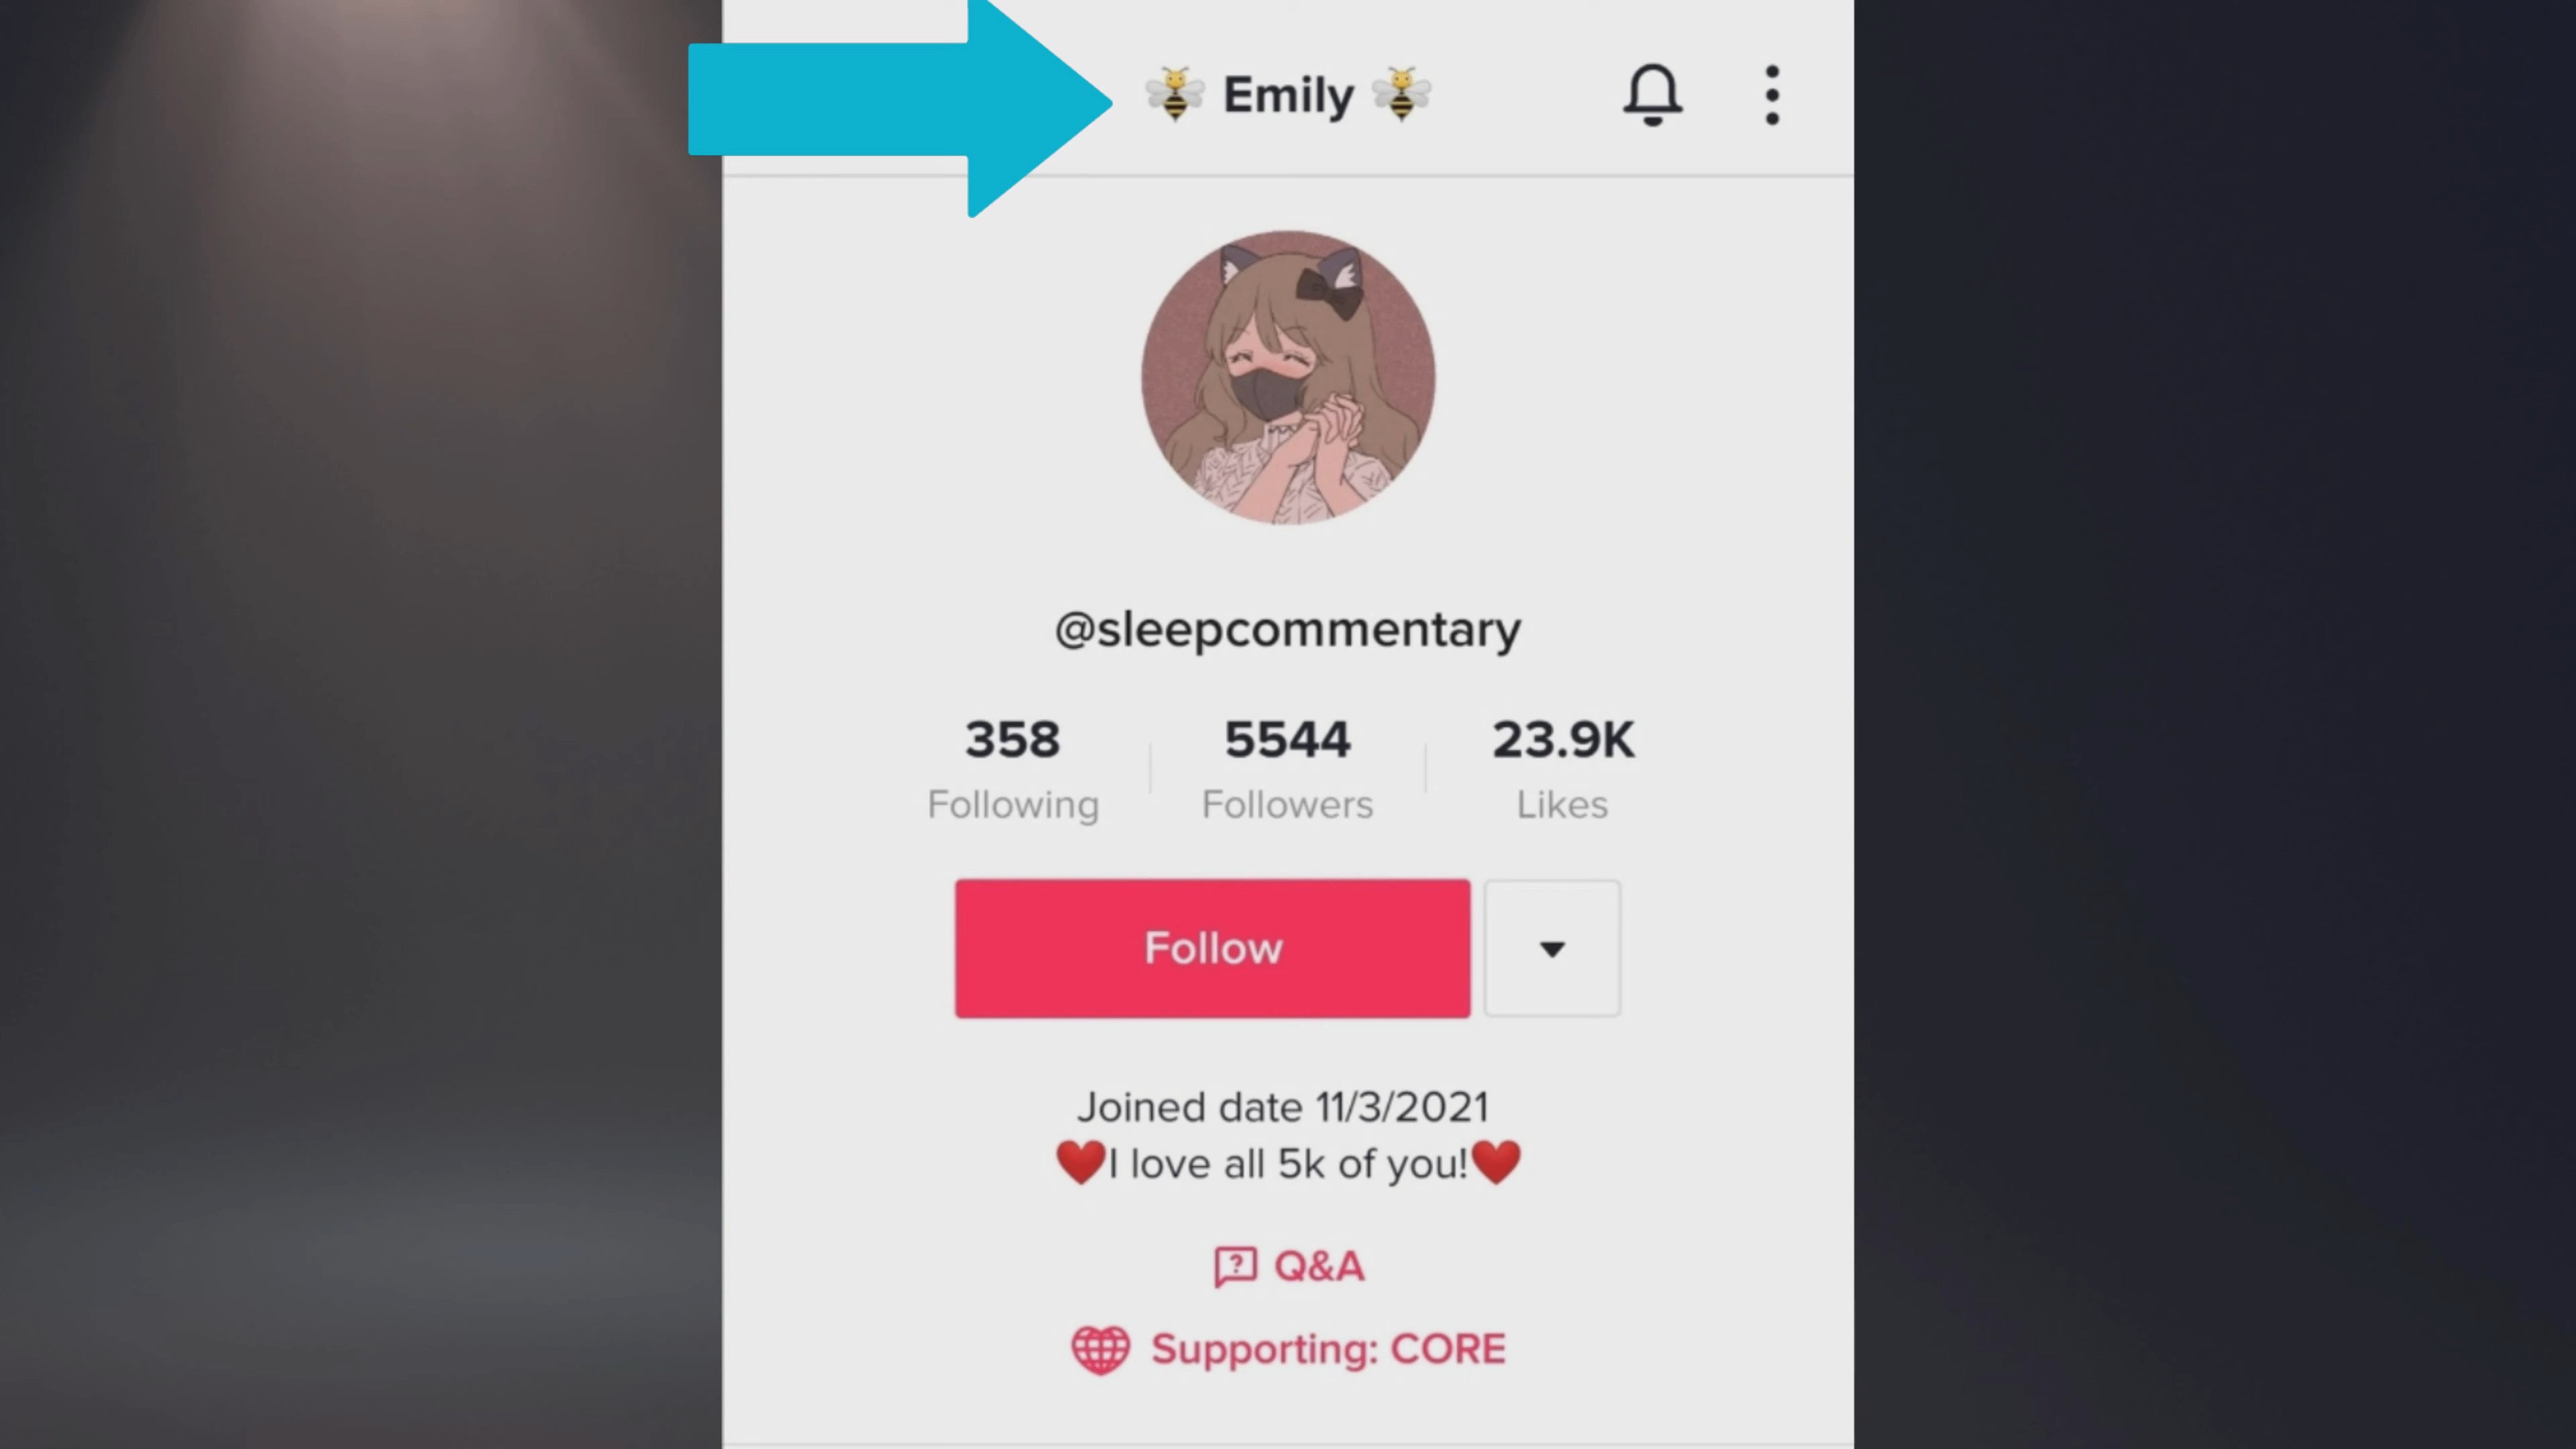 🐝 Emily 🐝
@sleepcommentary
358 5544 23.9K
Following Followers Likes
Follow
Joined date 11/3/2021
❤️I love all 5k of you!❤️
Q&A
Supporting: CORE